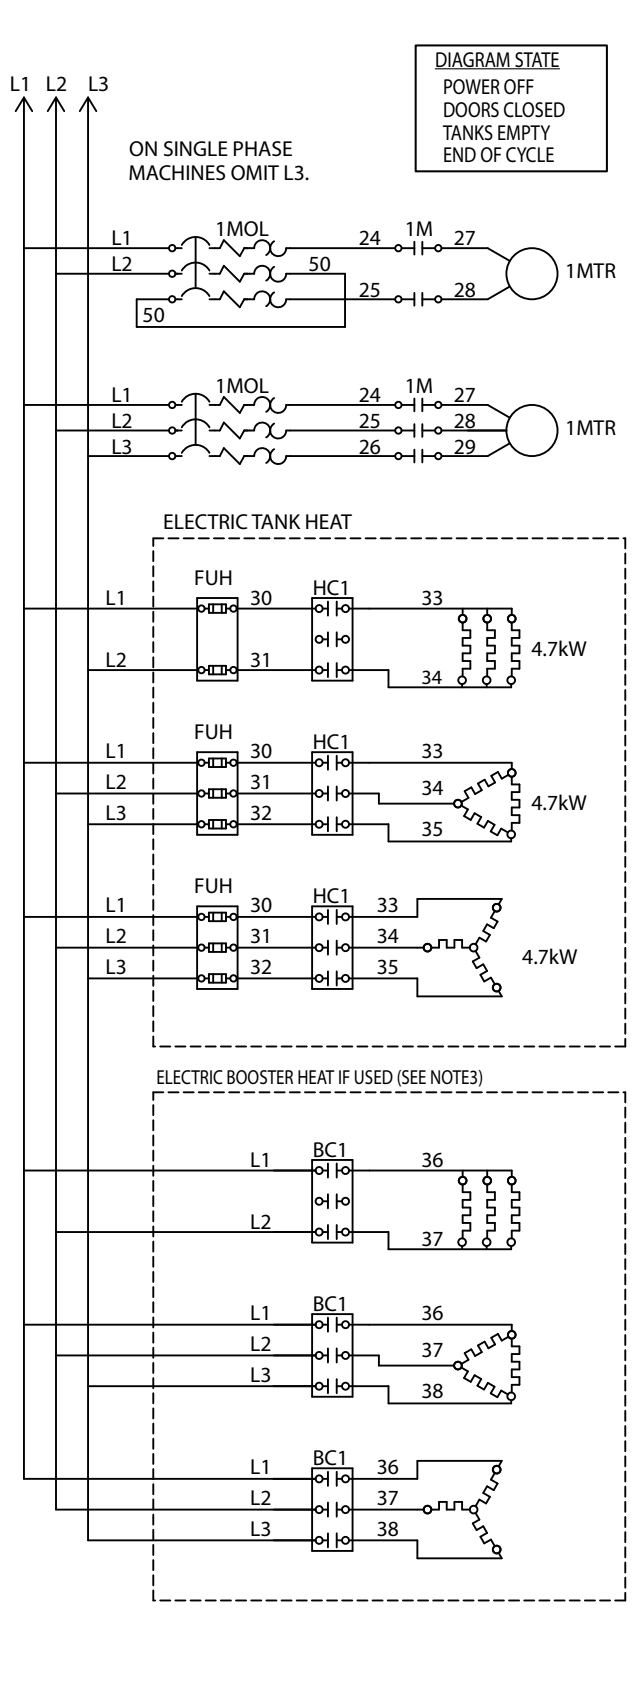 DIAGRAM STATE
POWER OFF
DOORS CLOSED
TANKS EMPTY
END OF CYCLE
L1 L2 L3
ON SINGLE PHASE
MACHINES OMIT L3.
L1 1MOL 24 1M 27
L2 50 1MTR
50 25 28
L1 1MOL 24 1M 27
L2 25 28 1MTR
L3 26 29
ELECTRIC TANK HEAT
FUH HC1
L1 30 33
4.7kW
L2 31 34
FUH HC1
L1 30 33
L2 31 34 4.7kW
L3 32 35
FUH HC1
L1 30 33
L2 31 34 4.7kW
L3 32 35
ELECTRIC BOOSTER HEAT IF USED (SEE NOTE3)
BC1
L1 36
L2 37
BC1
L1 36
L2 37
L3 38
BC1
L1 36
L2 37
L3 38